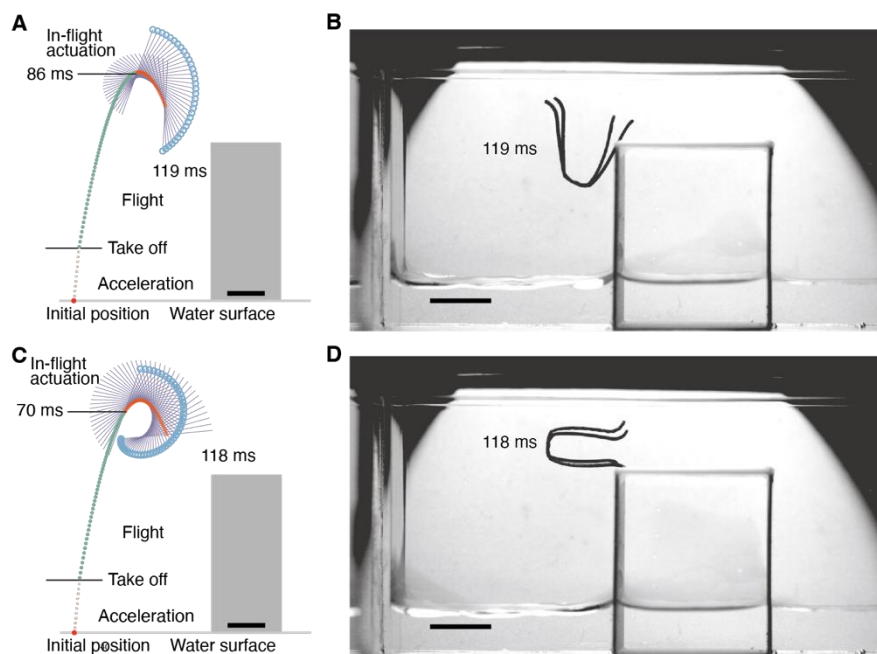 A
In-flight
actuation
86 ms
119 ms
Flight
Take off
Acceleration
Initial position
Water surface
B
119 ms
C
In-flight
actuation
70 ms
118 ms
Flight
Take off
Acceleration
Initial position
Water surface
D
118 ms